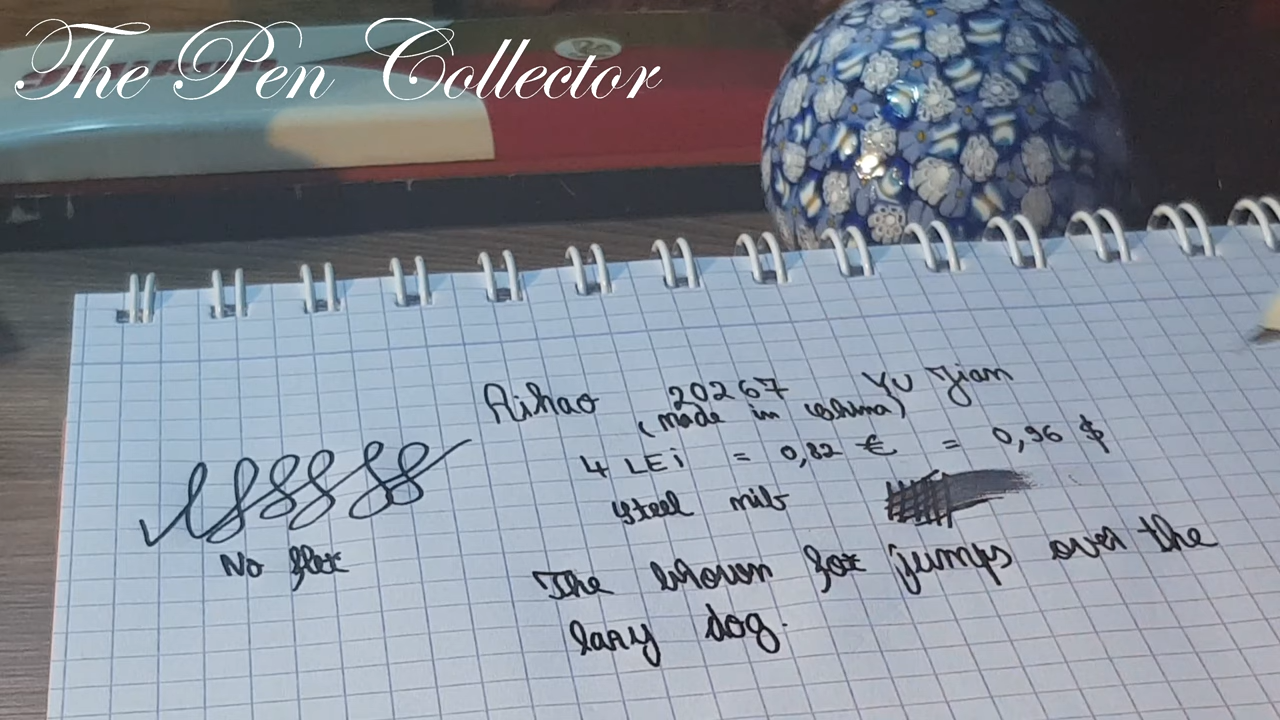 The Pen Collector
Aihao 20267 Yu Jian
(made in China)
4 LEi = 0,82 € = 0,96 $
steel nib
No flex
The brown fox jumps over the
lazy dog.